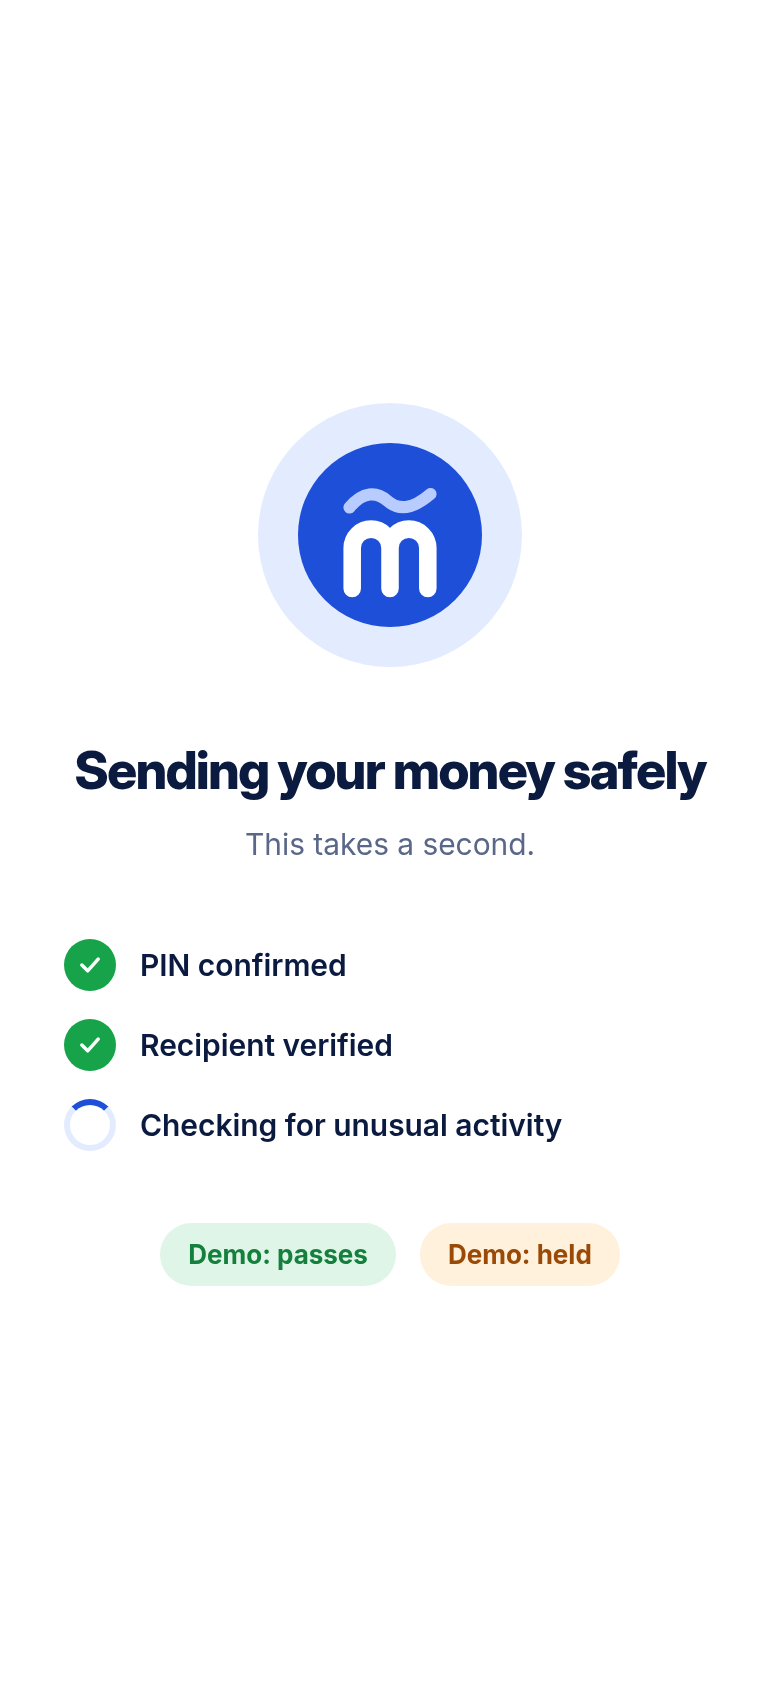 m̃
Sending your money safely
This takes a second.
PIN confirmed
Recipient verified
Checking for unusual activity
Demo: passes
Demo: held